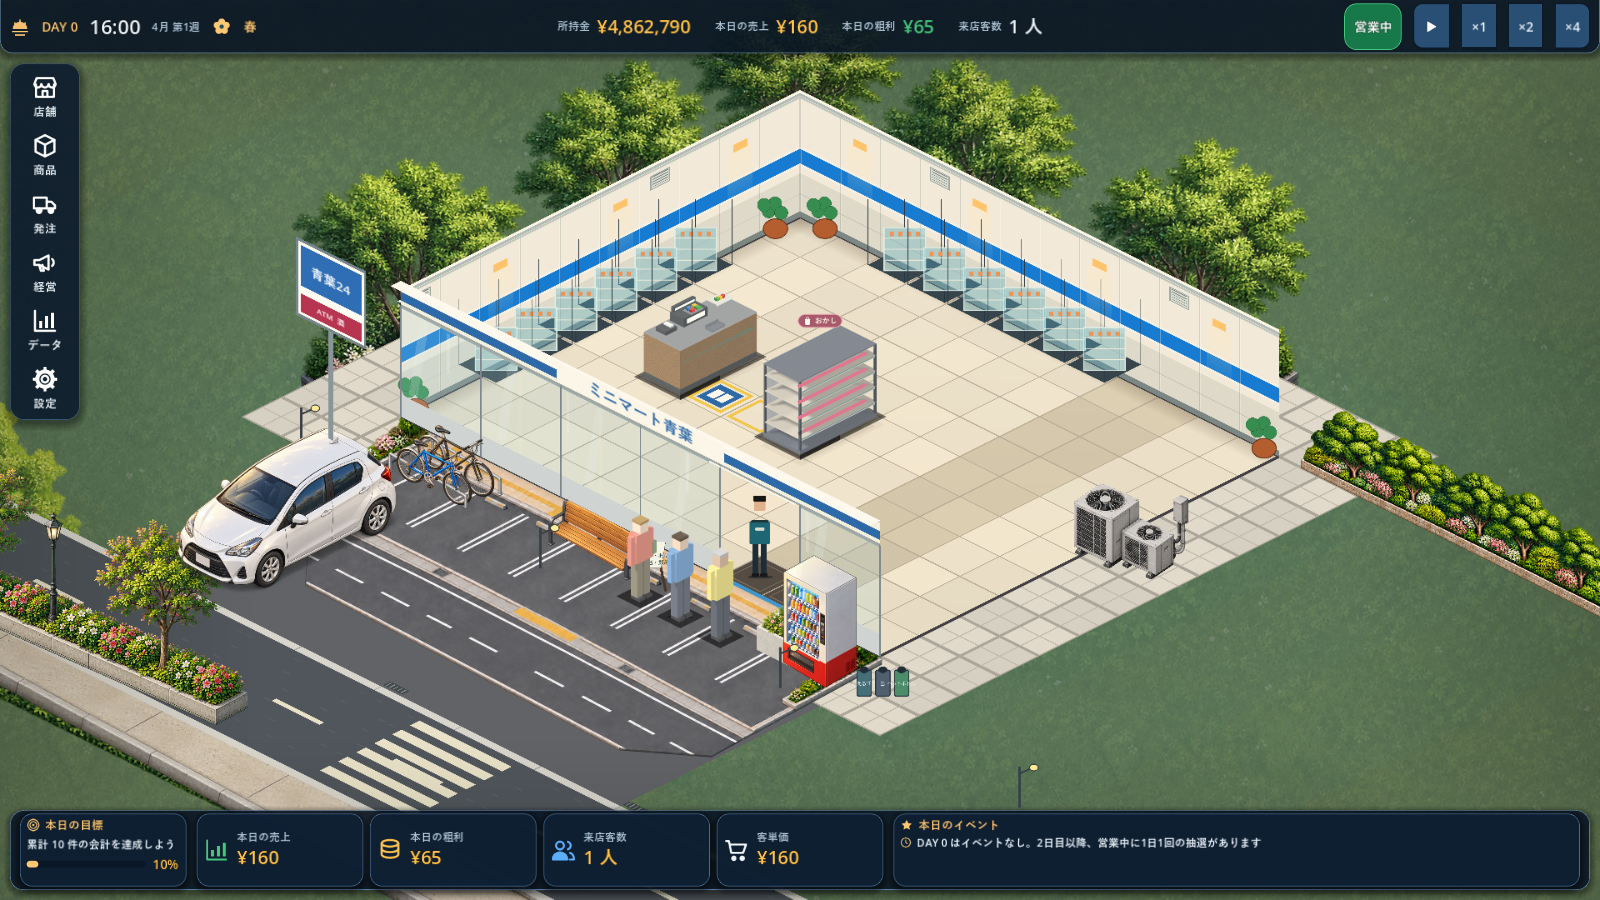 DAY 0 16:00 4月 第1週 春
所持金 ¥4,862,790 本日の売上 ¥160 本日の粗利 ¥65 来店客数 1 人
営業中 ×1 ×2 ×4
店舗
商品
発注
経営
データ
設定
青葉24
ATM 酒
おかし
ミニマート青葉
本日の目標
累計 10 件の会計を達成しよう
10%
本日の売上
¥160
本日の粗利
¥65
来店客数
1 人
客単価
¥160
本日のイベント
DAY 0 はイベントなし。2日目以降、営業中に1日1回の抽選があります